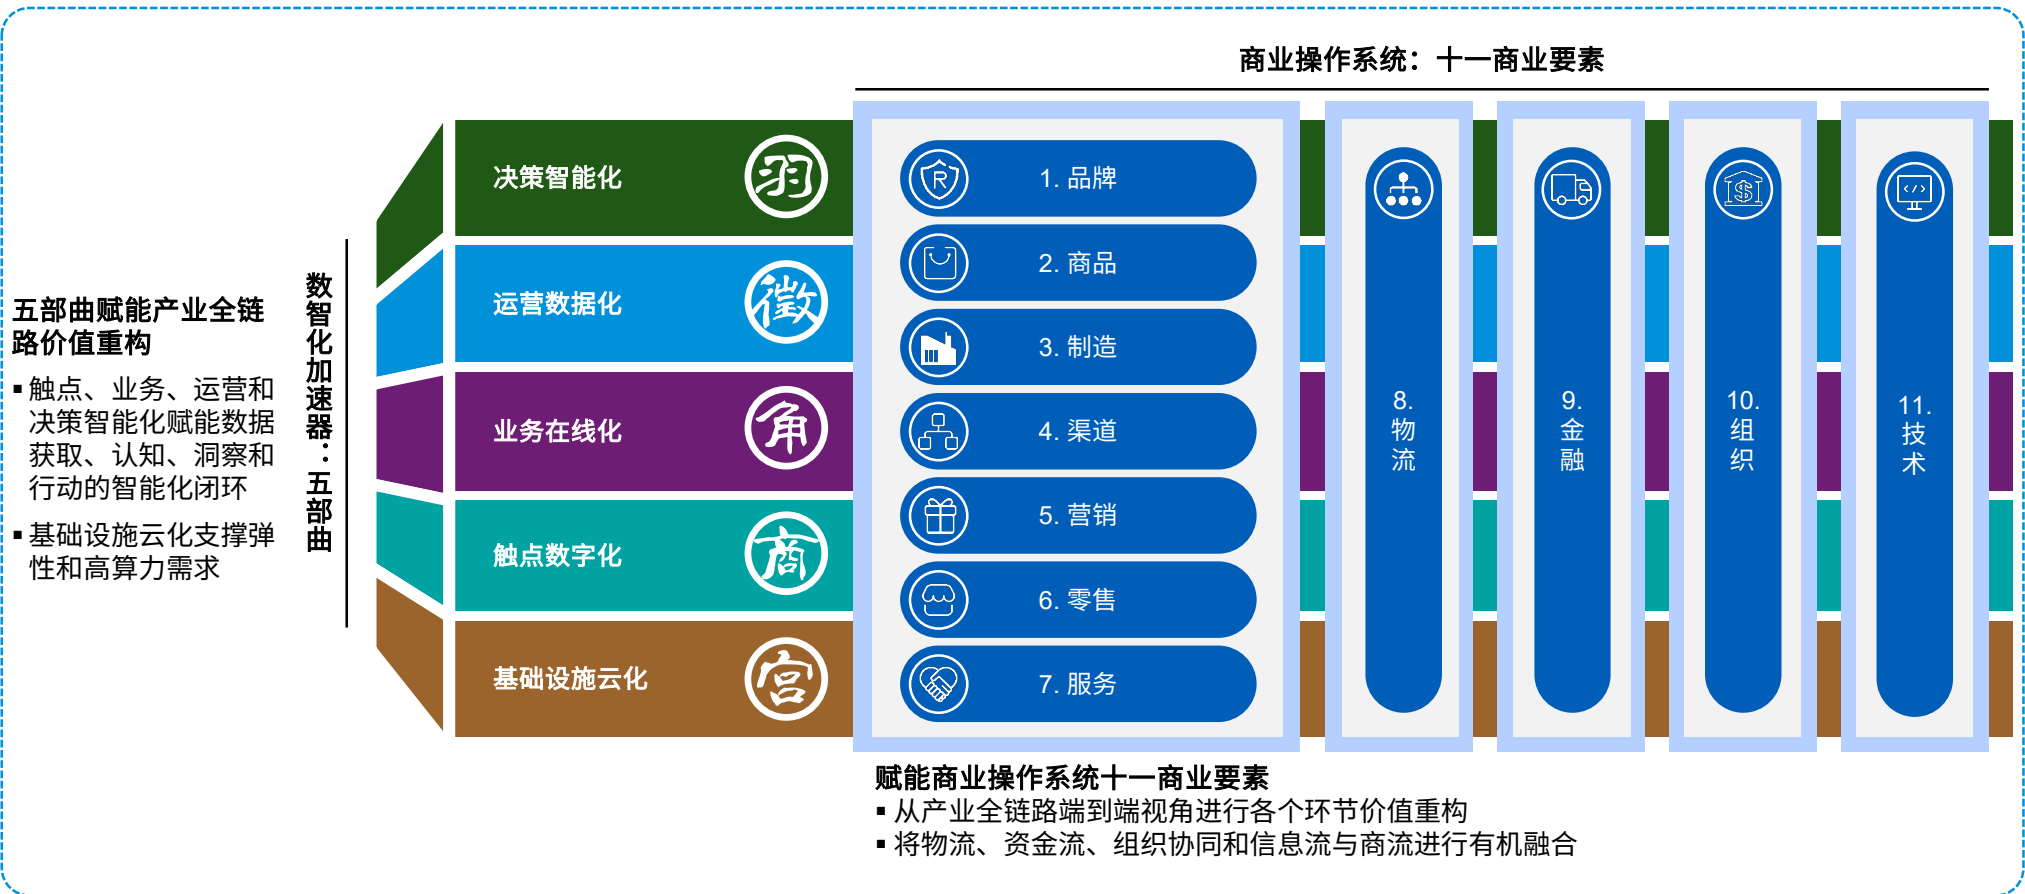 商业操作系统：十一商业要素
五部曲赋能产业全链
路价值重构
▪触点、业务、运营和
决策智能化赋能数据
获取、认知、洞察和
行动的智能化闭环
▪基础设施云化支撑弹
性和高算力需求
数智化加速器：五部曲
决策智能化
羽
运营数据化
徵
业务在线化
角
触点数字化
商
基础设施云化
宫
R
1. 品牌
2. 商品
3. 制造
4. 渠道
5. 营销
6. 零售
7. 服务
8.
物
流
9.
金
融
$
10.
组
织
</>
11.
技
术
赋能商业操作系统十一商业要素
▪从产业全链路端到端视角进行各个环节价值重构
▪将物流、资金流、组织协同和信息流与商流进行有机融合